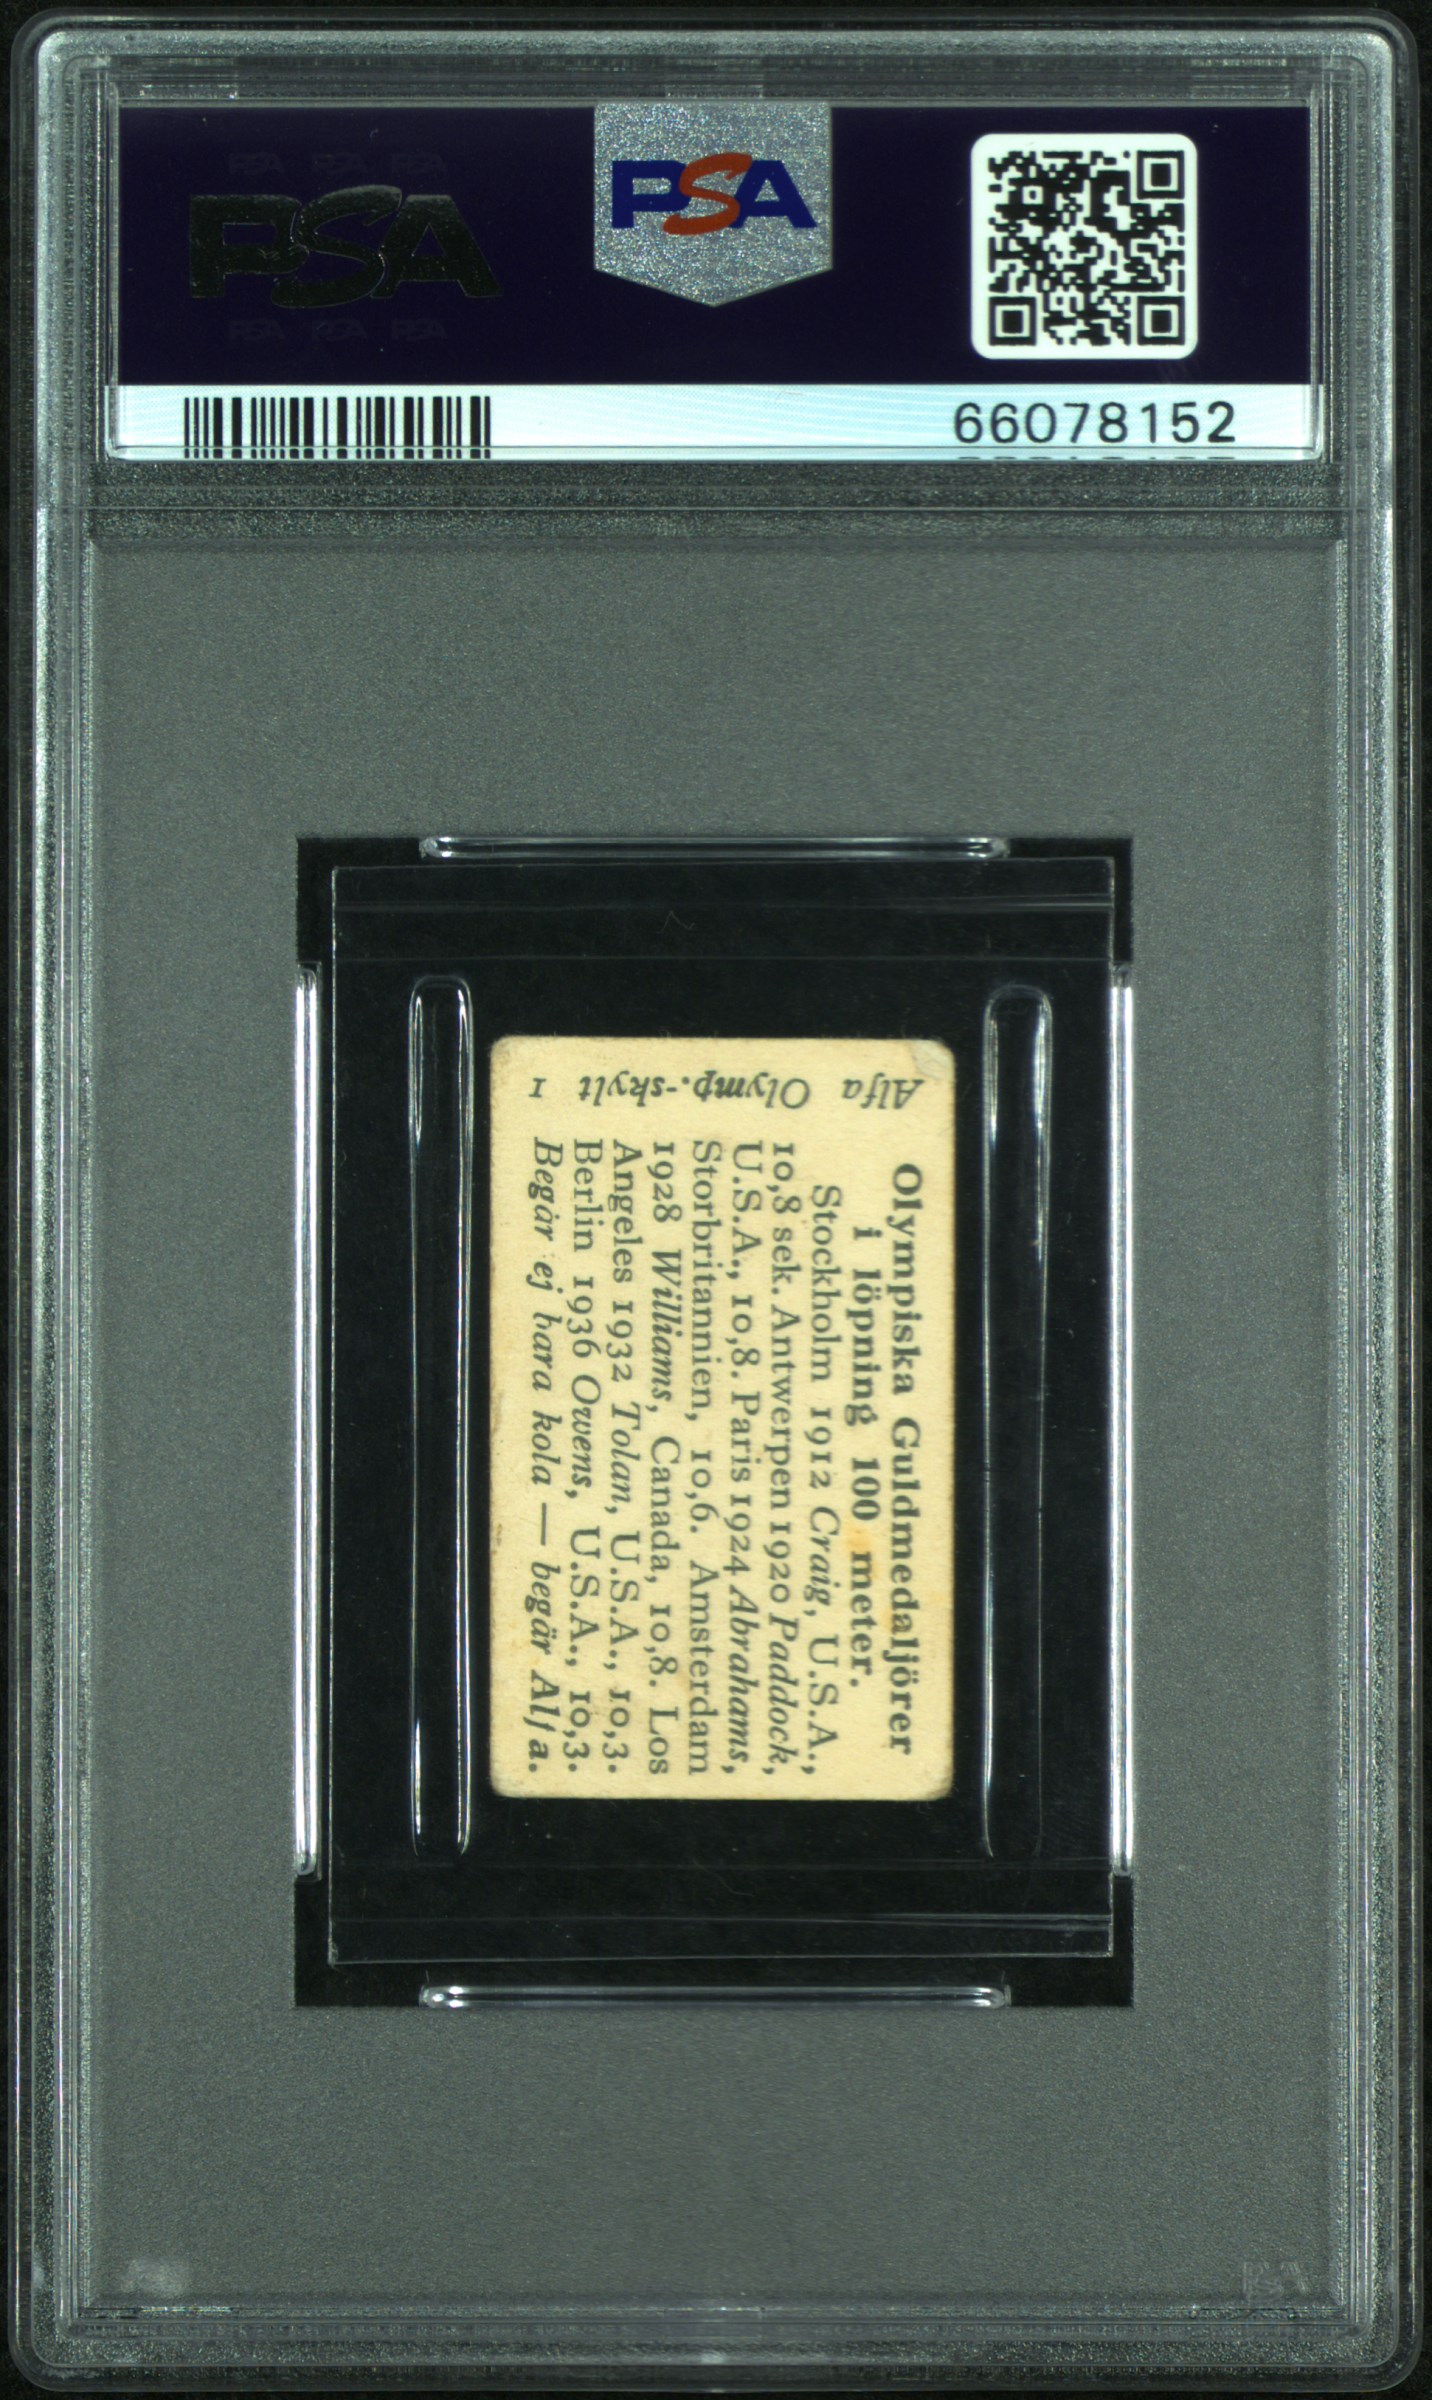 PSA
PSA
66078152
Alfa Olymp.-skylt 1
Olympiska Guldmedaljörer
i löpning 100 meter.
Stockholm 1912 Craig, U.S.A.,
10,8 sek. Antwerpen 1920 Paddock,
U.S.A., 10,8. Paris 1924 Abrahams,
Storbritannien, 10,6. Amsterdam
1928 Williams, Canada, 10,8. Los
Angeles 1932 Tolan, U.S.A., 10,3.
Berlin 1936 Owens, U.S.A., 10,3.
Begär ej bara kola — begär Alfa.